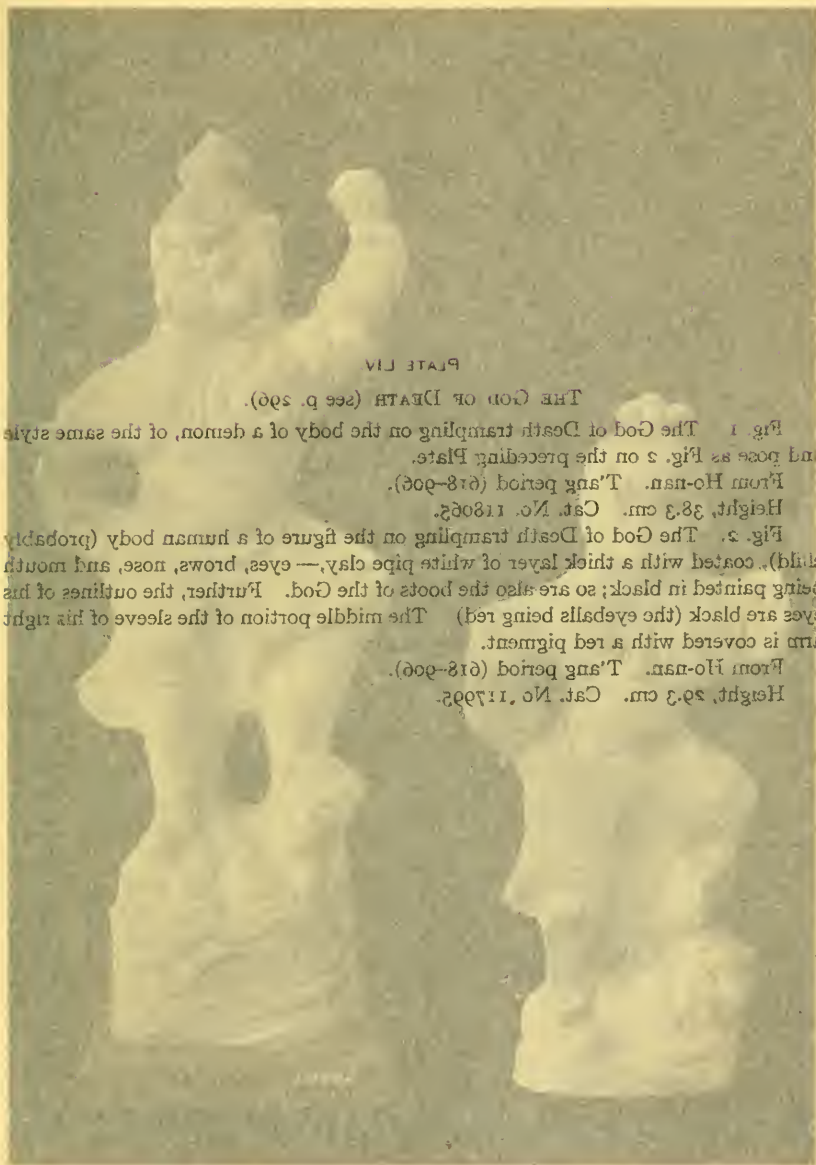 PLATE LIV
THE GOD OF DEATH (see p. 296).
Fig. 1 The God of Death trampling on the body of a demon, of the same style
and pose as Fig. 2 on the preceding Plate.
From Ho-nan. T'ang period (618–906).
Height, 38.3 cm. Cat. No. 118065.
Fig. 2. The God of Death trampling on the figure of a human body (probably
child), coated with a thick layer of white pipe clay,— eyes, brows, nose, and mouth
being painted in black; so are also the boots of the God. Further, the outlines of his
eyes are black (the eyeballs being red) The middle portion of the sleeve of his right
arm is covered with a red pigment.
From Ho-nan. T'ang period (618–906).
Height, 29.3 cm. Cat. No. 117995.